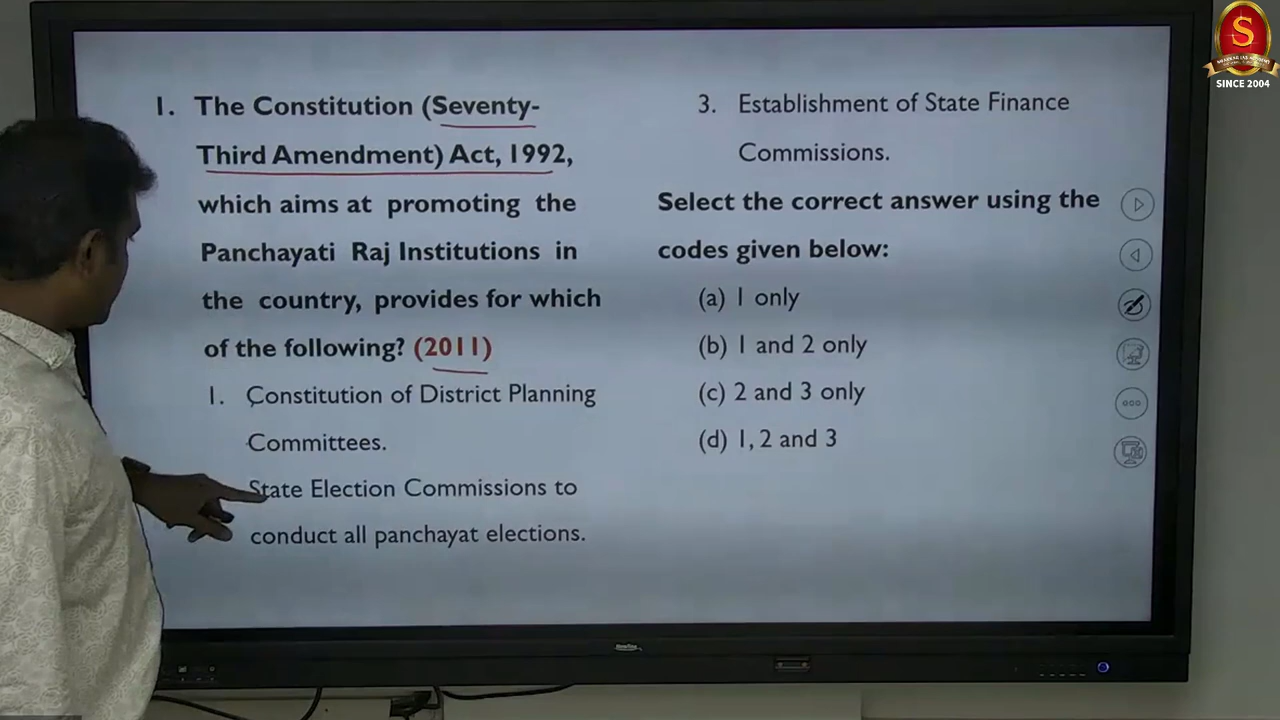 S
SINCE 2004
1. The Constitution (Seventy-
Third Amendment) Act, 1992,
which aims at promoting the
Panchayati Raj Institutions in
the country, provides for which
of the following? (2011)
1. Constitution of District Planning
Committees.
State Election Commissions to
conduct all panchayat elections.
3. Establishment of State Finance
Commissions.
Select the correct answer using the
codes given below:
(a) 1 only
(b) 1 and 2 only
(c) 2 and 3 only
(d) 1, 2 and 3